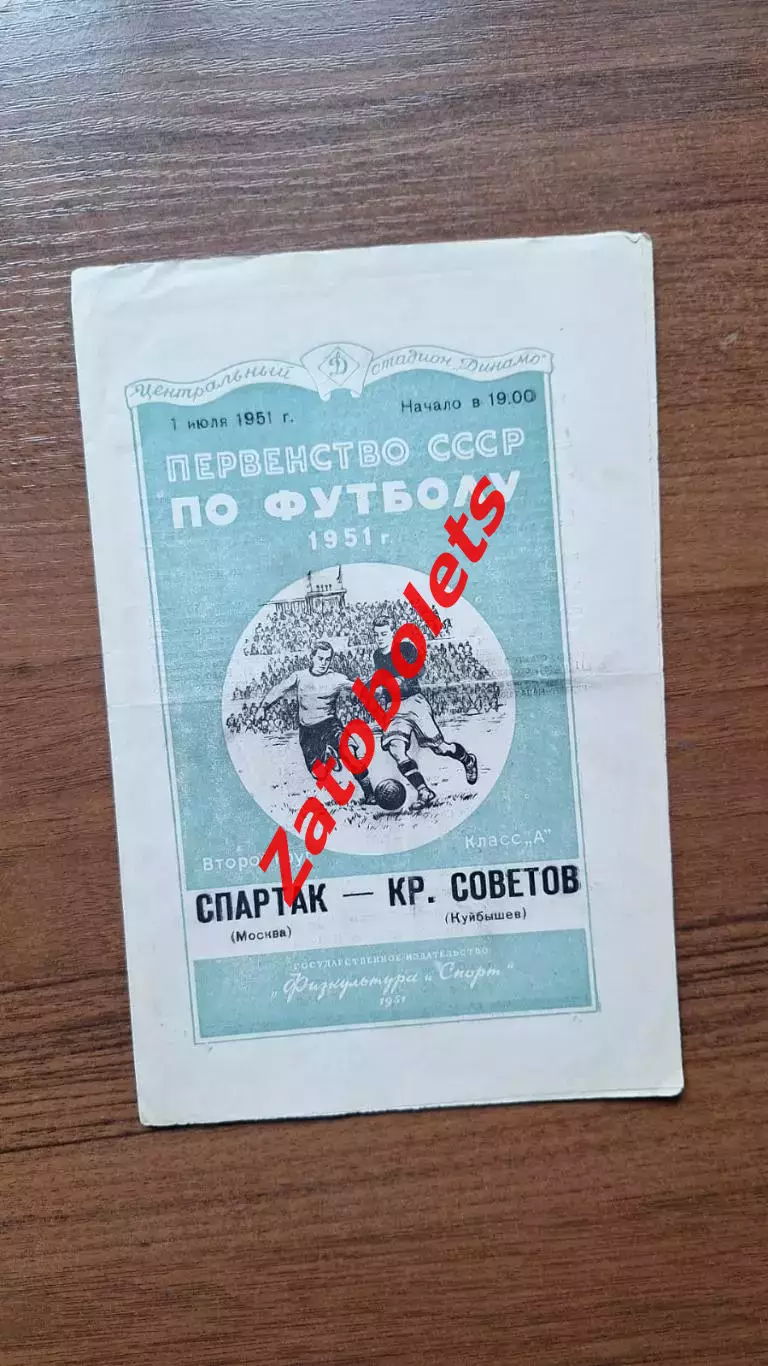 Центральный Д стадион „Динамо“
1 июля 1951 г. Начало в 19.00
ПЕРВЕНСТВО СССР
ПО ФУТБОЛУ
1951 г.
Zatobolets
Класс „А“
СПАРТАК — КР. СОВЕТОВ
(Москва) (Куйбышев)
ГОСУДАРСТВЕННОЕ ИЗДАТЕЛЬСТВО
„Физкультура и Спорт“
1951